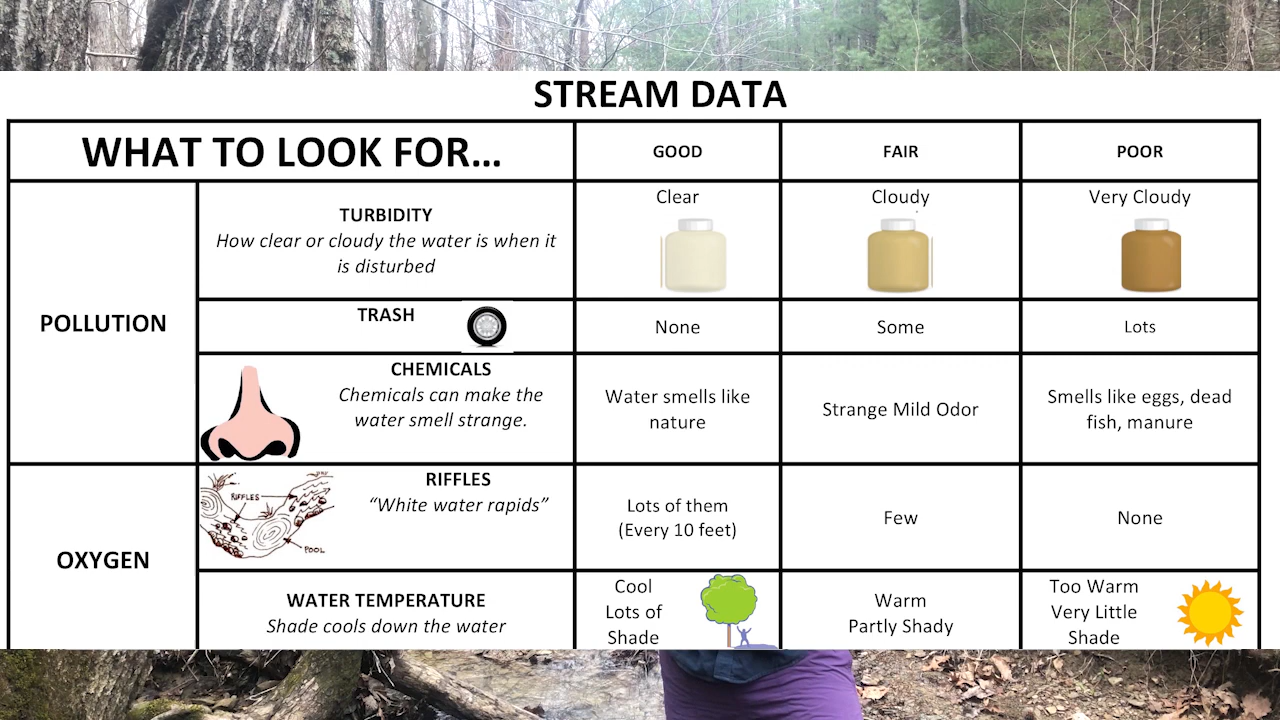 STREAM DATA
WHAT TO LOOK FOR...
GOOD
FAIR
POOR
POLLUTION
TURBIDITY
How clear or cloudy the water is when it
is disturbed
Clear
Cloudy
Very Cloudy
TRASH
None
Some
Lots
CHEMICALS
Chemicals can make the
water smell strange.
Water smells like
nature
Strange Mild Odor
Smells like eggs, dead
fish, manure
OXYGEN
RIFFLES
“White water rapids”
RIFFLES
POOL
Lots of them
(Every 10 feet)
Few
None
WATER TEMPERATURE
Shade cools down the water
Cool
Lots of
Shade
Warm
Partly Shady
Too Warm
Very Little
Shade